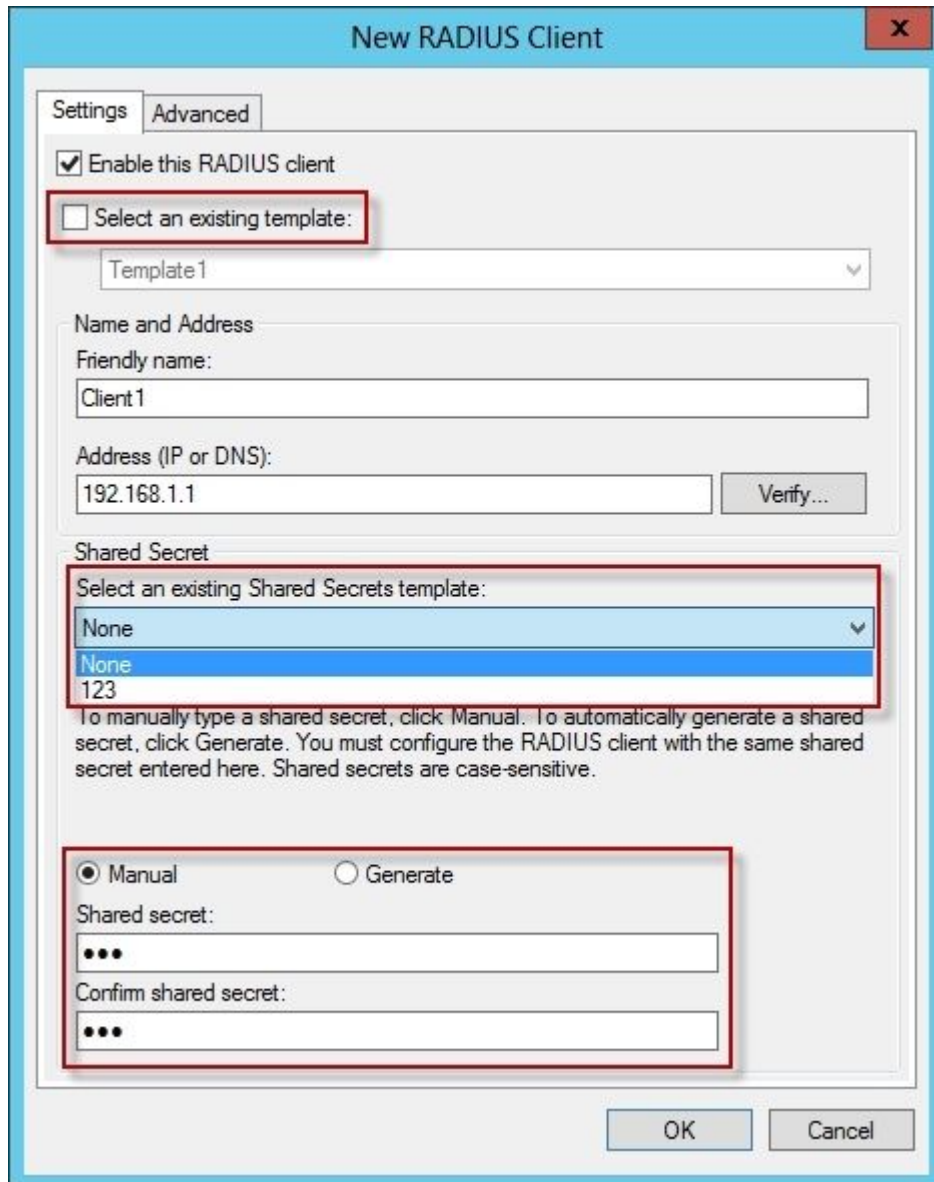 New RADIUS Client
x
Settings
Advanced
Enable this RADIUS client
Select an existing template:
Template1
Name and Address
Friendly name:
Client1
Address (IP or DNS):
192.168.1.1
Verify...
Shared Secret
Select an existing Shared Secrets template:
None
None
123
To manually type a shared secret, click Manual. To automatically generate a shared
secret, click Generate. You must configure the RADIUS client with the same shared
secret entered here. Shared secrets are case-sensitive.
Manual
Generate
Shared secret:
•••
Confirm shared secret:
•••
OK
Cancel